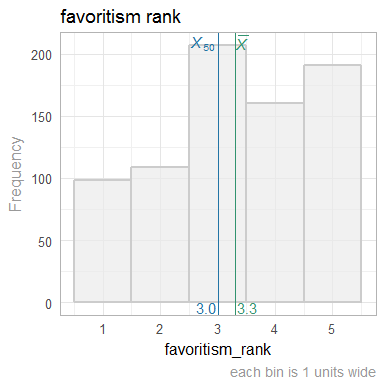 favoritism rank
X50 X̅
200
150
100
50
0
Frequency
3.0 3.3
1 2 3 4 5
favoritism_rank
each bin is 1 units wide